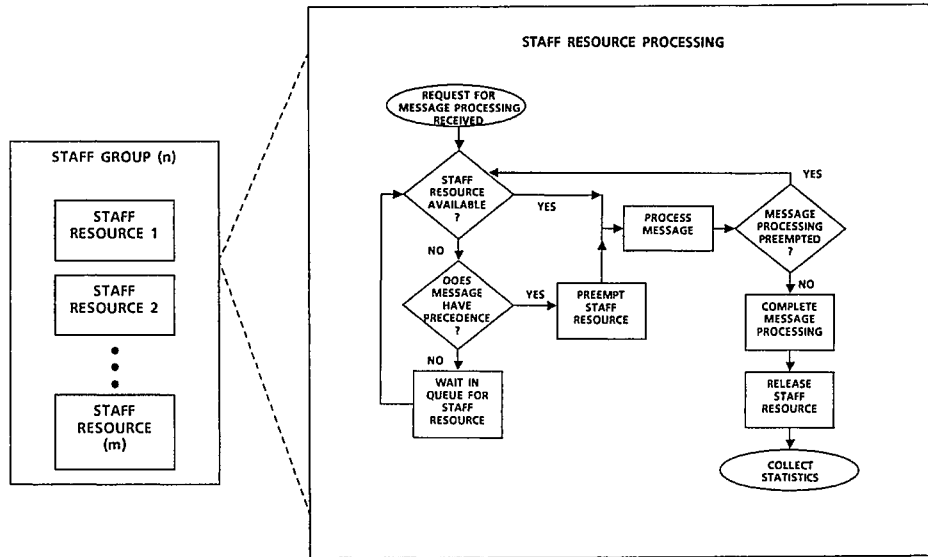 STAFF GROUP (n)
STAFF
RESOURCE 1
STAFF
RESOURCE 2
STAFF
RESOURCE
(m)
STAFF RESOURCE PROCESSING
REQUEST FOR
MESSAGE PROCESSING
RECEIVED
STAFF
RESOURCE
AVAILABLE
?
YES
NO
DOES
MESSAGE
HAVE
PRECEDENCE
?
YES
NO
WAIT IN
QUEUE FOR
STAFF
RESOURCE
PREEMPT
STAFF
RESOURCE
PROCESS
MESSAGE
YES
MESSAGE
PROCESSING
PREEMPTED
?
NO
COMPLETE
MESSAGE
PROCESSING
RELEASE
STAFF
RESOURCE
COLLECT
STATISTICS